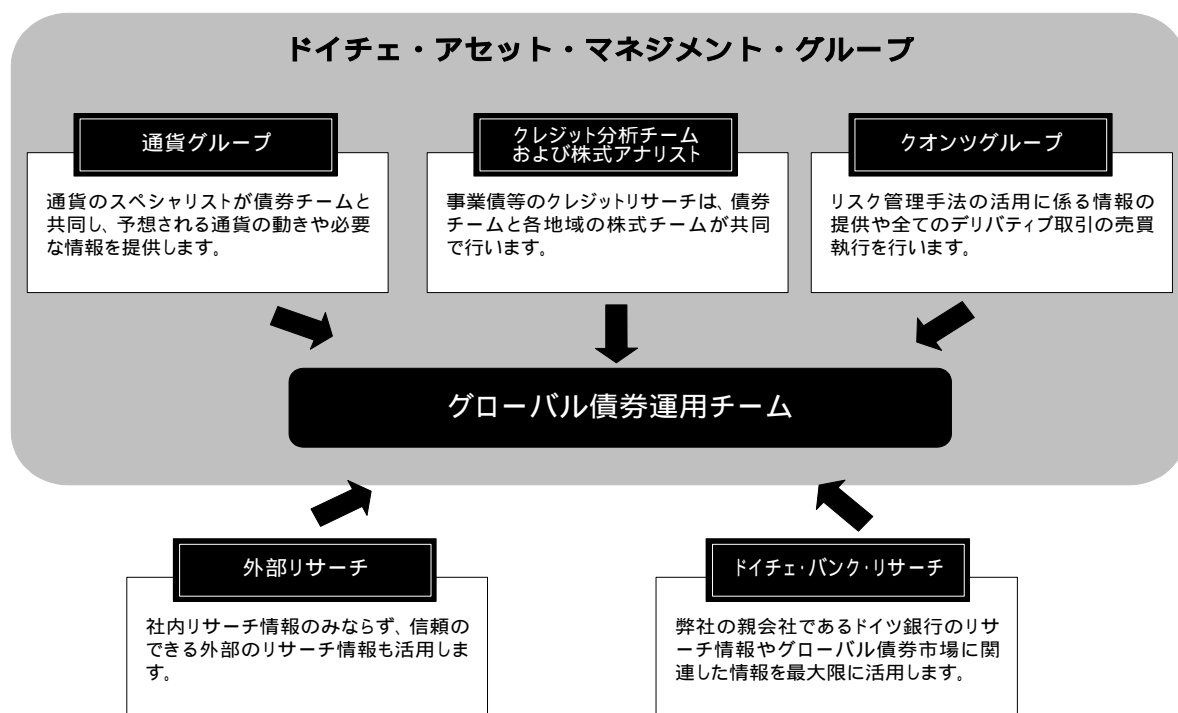 ドイチェ・アセット・マネジメント・グループ
通貨グループ
通貨のスペシャリストが債券チームと
共同し、予想される通貨の動きや必要
な情報を提供します。
クレジット分析チーム
および株式アナリスト
事業債等のクレジットリサーチは、債券
チームと各地域の株式チームが共同
で行います。
クオンツグループ
リスク管理手法の活用に係る情報の
提供や全てのデリバティブ取引の売買
執行を行います。
グローバル債券運用チーム
外部リサーチ
社内リサーチ情報のみならず、信頼の
できる外部のリサーチ情報も活用しま
す。
ドイチェ・バンク・リサーチ
弊社の親会社であるドイツ銀行のリサ
ーチ情報やグローバル債券市場に関
連した情報を最大限に活用します。